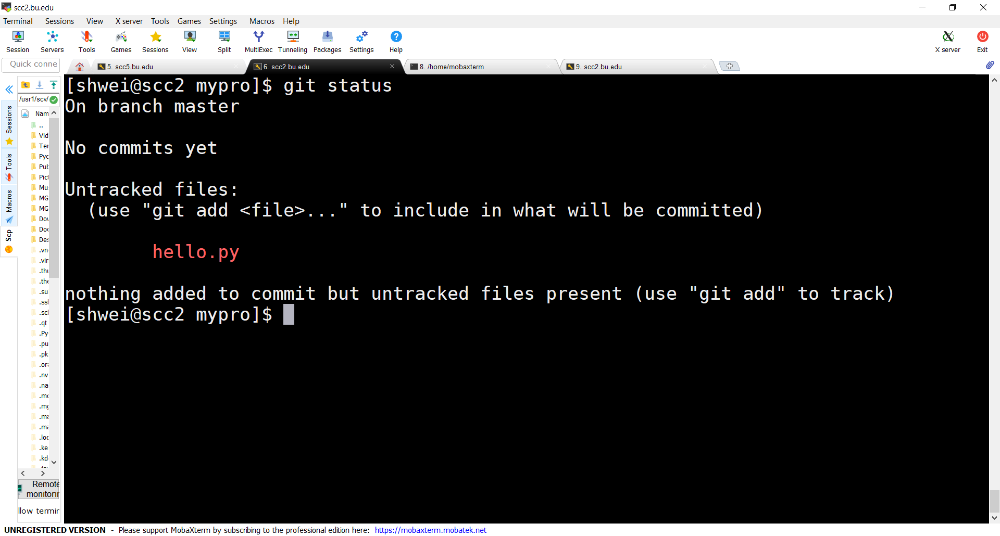 scc2.bu.edu
Terminal Sessions View X server Tools Games Settings Macros Help
Session Servers Tools Games Sessions View Split MultiExec Tunneling Packages Settings Help X server Exit
Quick conne
5. scc5.bu.edu
6. scc2.bu.edu
8. /home/mobaxterm
9. scc2.bu.edu
/usr1/scv/
Sessions
Tools
Macros
Scp
Nam
..
Vid
Ter
Pyc
Pub
Pict
Mu
MG
MG
Dov
Doc
Des
.vn
.vir
.thu
.the
.su
.ssl
.scl
.qt
.Py
.pu
.pk
.ora
.nv
.na
.mc
.mg
.ma
.ma
.loc
.ke
.kd
Remote
monitorir
llow termir
[shwei@scc2 mypro]$ git status
On branch master
No commits yet
Untracked files:
(use "git add <file>..." to include in what will be committed)
hello.py
nothing added to commit but untracked files present (use "git add" to track)
[shwei@scc2 mypro]$
UNREGISTERED VERSION - Please support MobaXterm by subscribing to the professional edition here: https://mobaxterm.mobatek.net